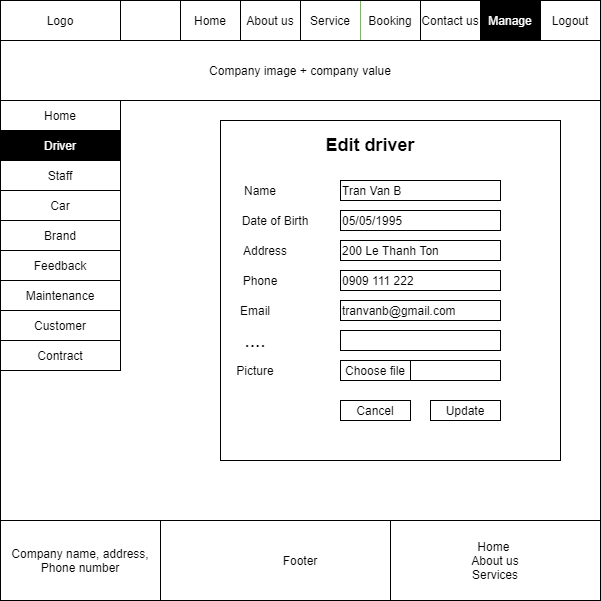 Logo
Home
About us
Service
Booking
Contact us
Manage
Logout
Company image + company value
Home
Driver
Staff
Car
Brand
Feedback
Maintenance
Customer
Contract
Edit driver
Name
Tran Van B
Date of Birth
05/05/1995
Address
200 Le Thanh Ton
Phone
0909 111 222
Email
tranvanb@gmail.com
....
Picture
Choose file
Cancel
Update
Company name, address,
Phone number
Footer
Home
About us
Services